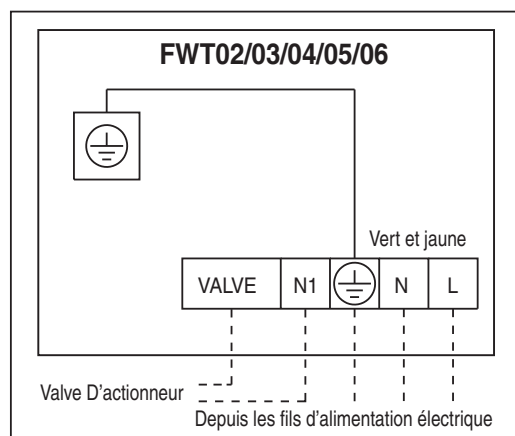 FWT02/03/04/05/06
Vert et jaune
VALVE N1 N L
Valve D'actionneur
Depuis les fils d'alimentation électrique